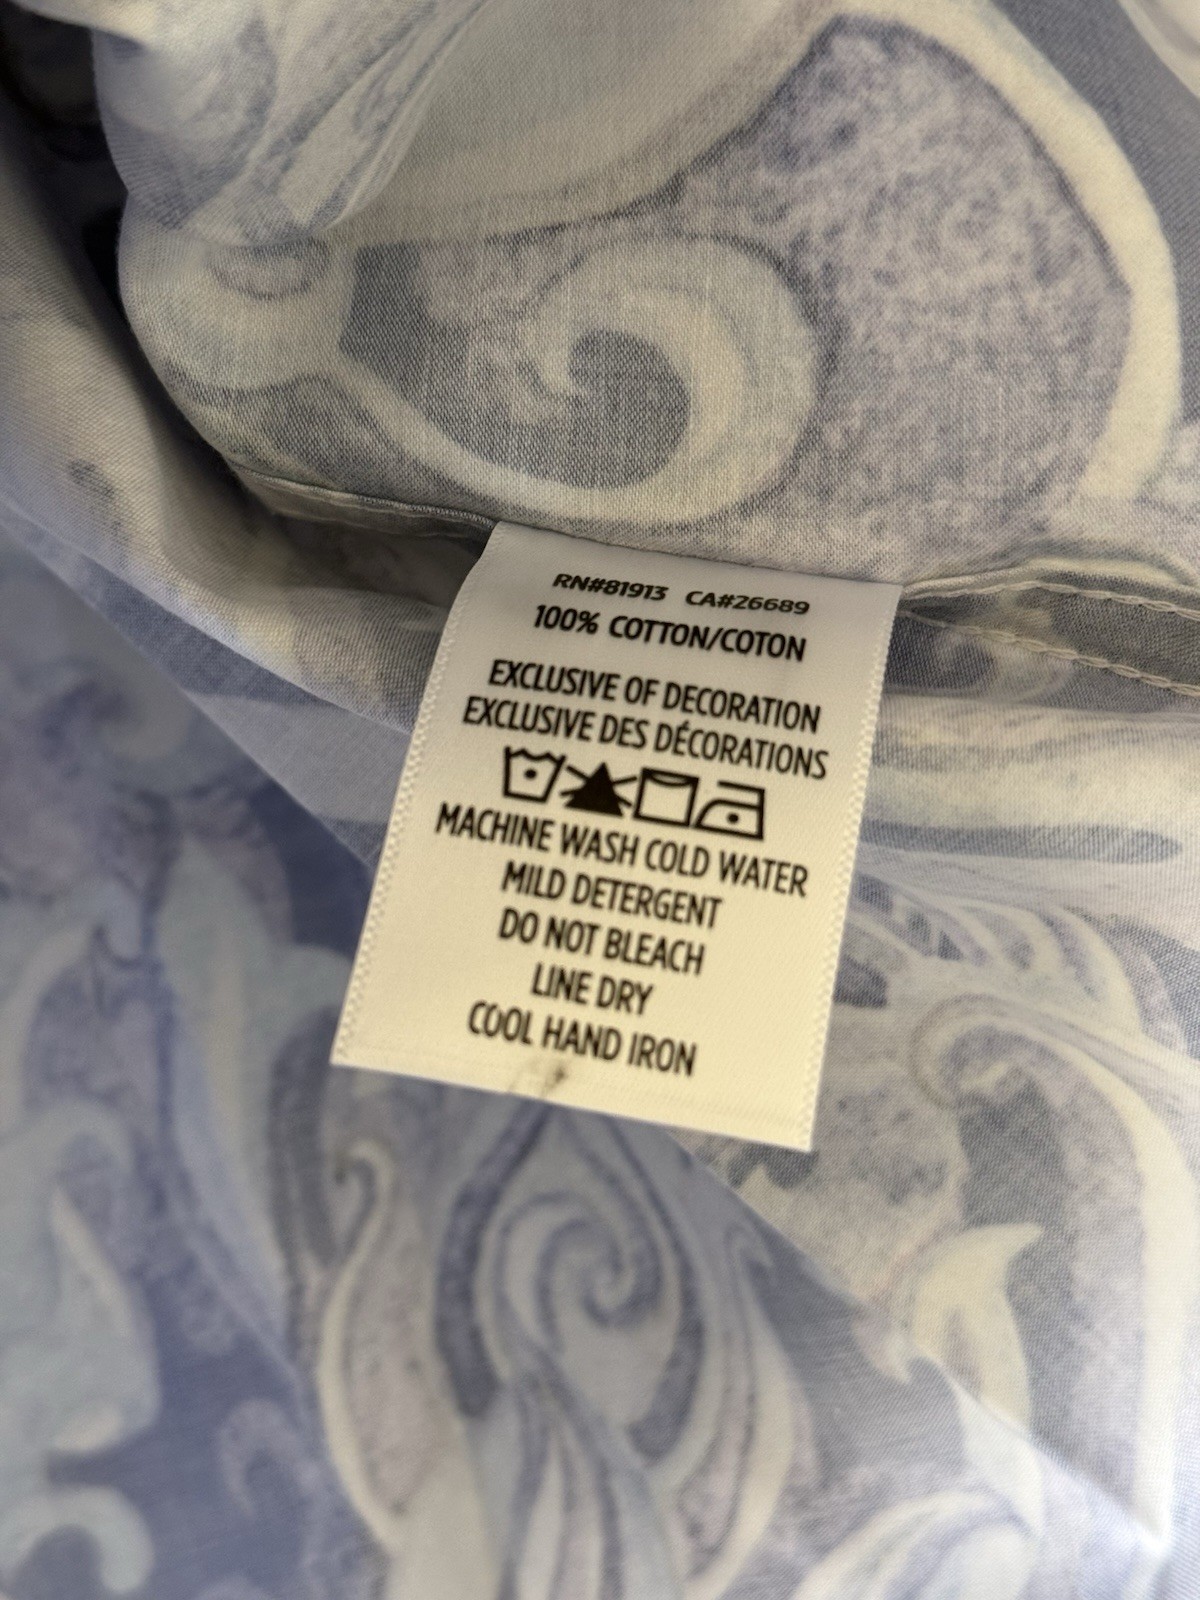 RN#81913 CA#26689
100% COTTON/COTON
EXCLUSIVE OF DECORATION
EXCLUSIVE DES DÉCORATIONS
MACHINE WASH COLD WATER
MILD DETERGENT
DO NOT BLEACH
LINE DRY
COOL HAND IRON